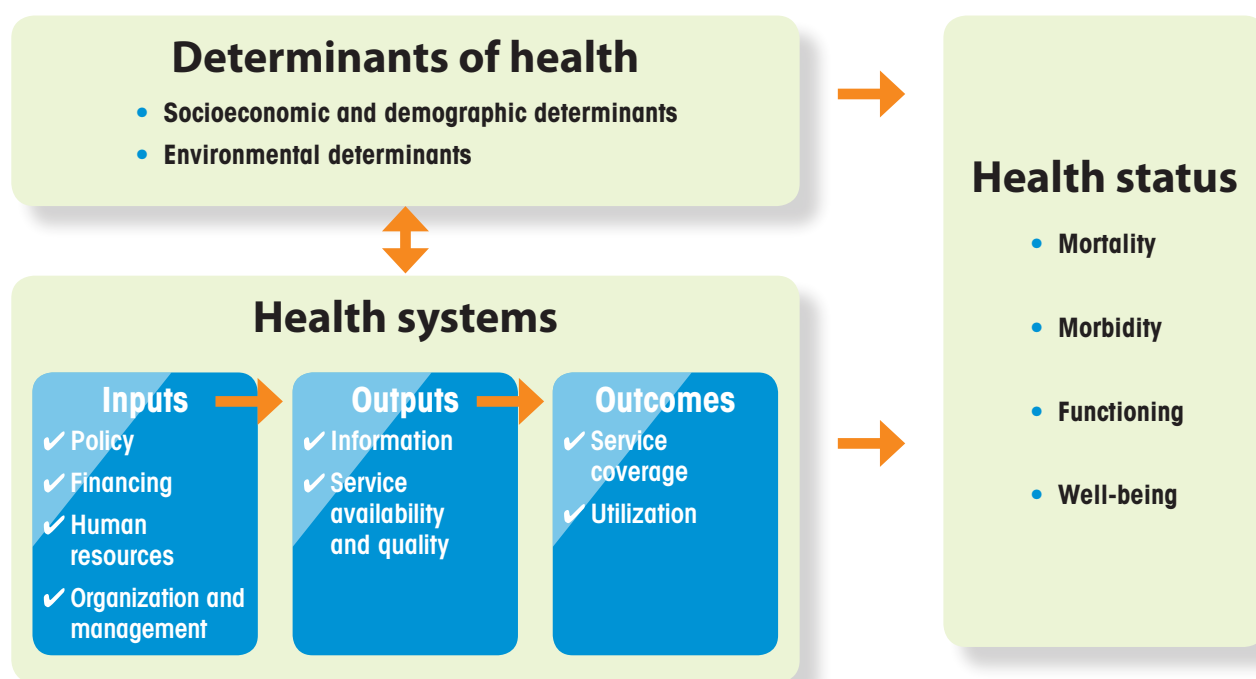 Determinants of health
• Socioeconomic and demographic determinants
• Environmental determinants
Health systems
Inputs
✔ Policy
✔ Financing
✔ Human
resources
✔ Organization and
management
Outputs
✔ Information
✔ Service
availability
and quality
Outcomes
✔ Service
coverage
✔ Utilization
Health status
• Mortality
• Morbidity
• Functioning
• Well-being